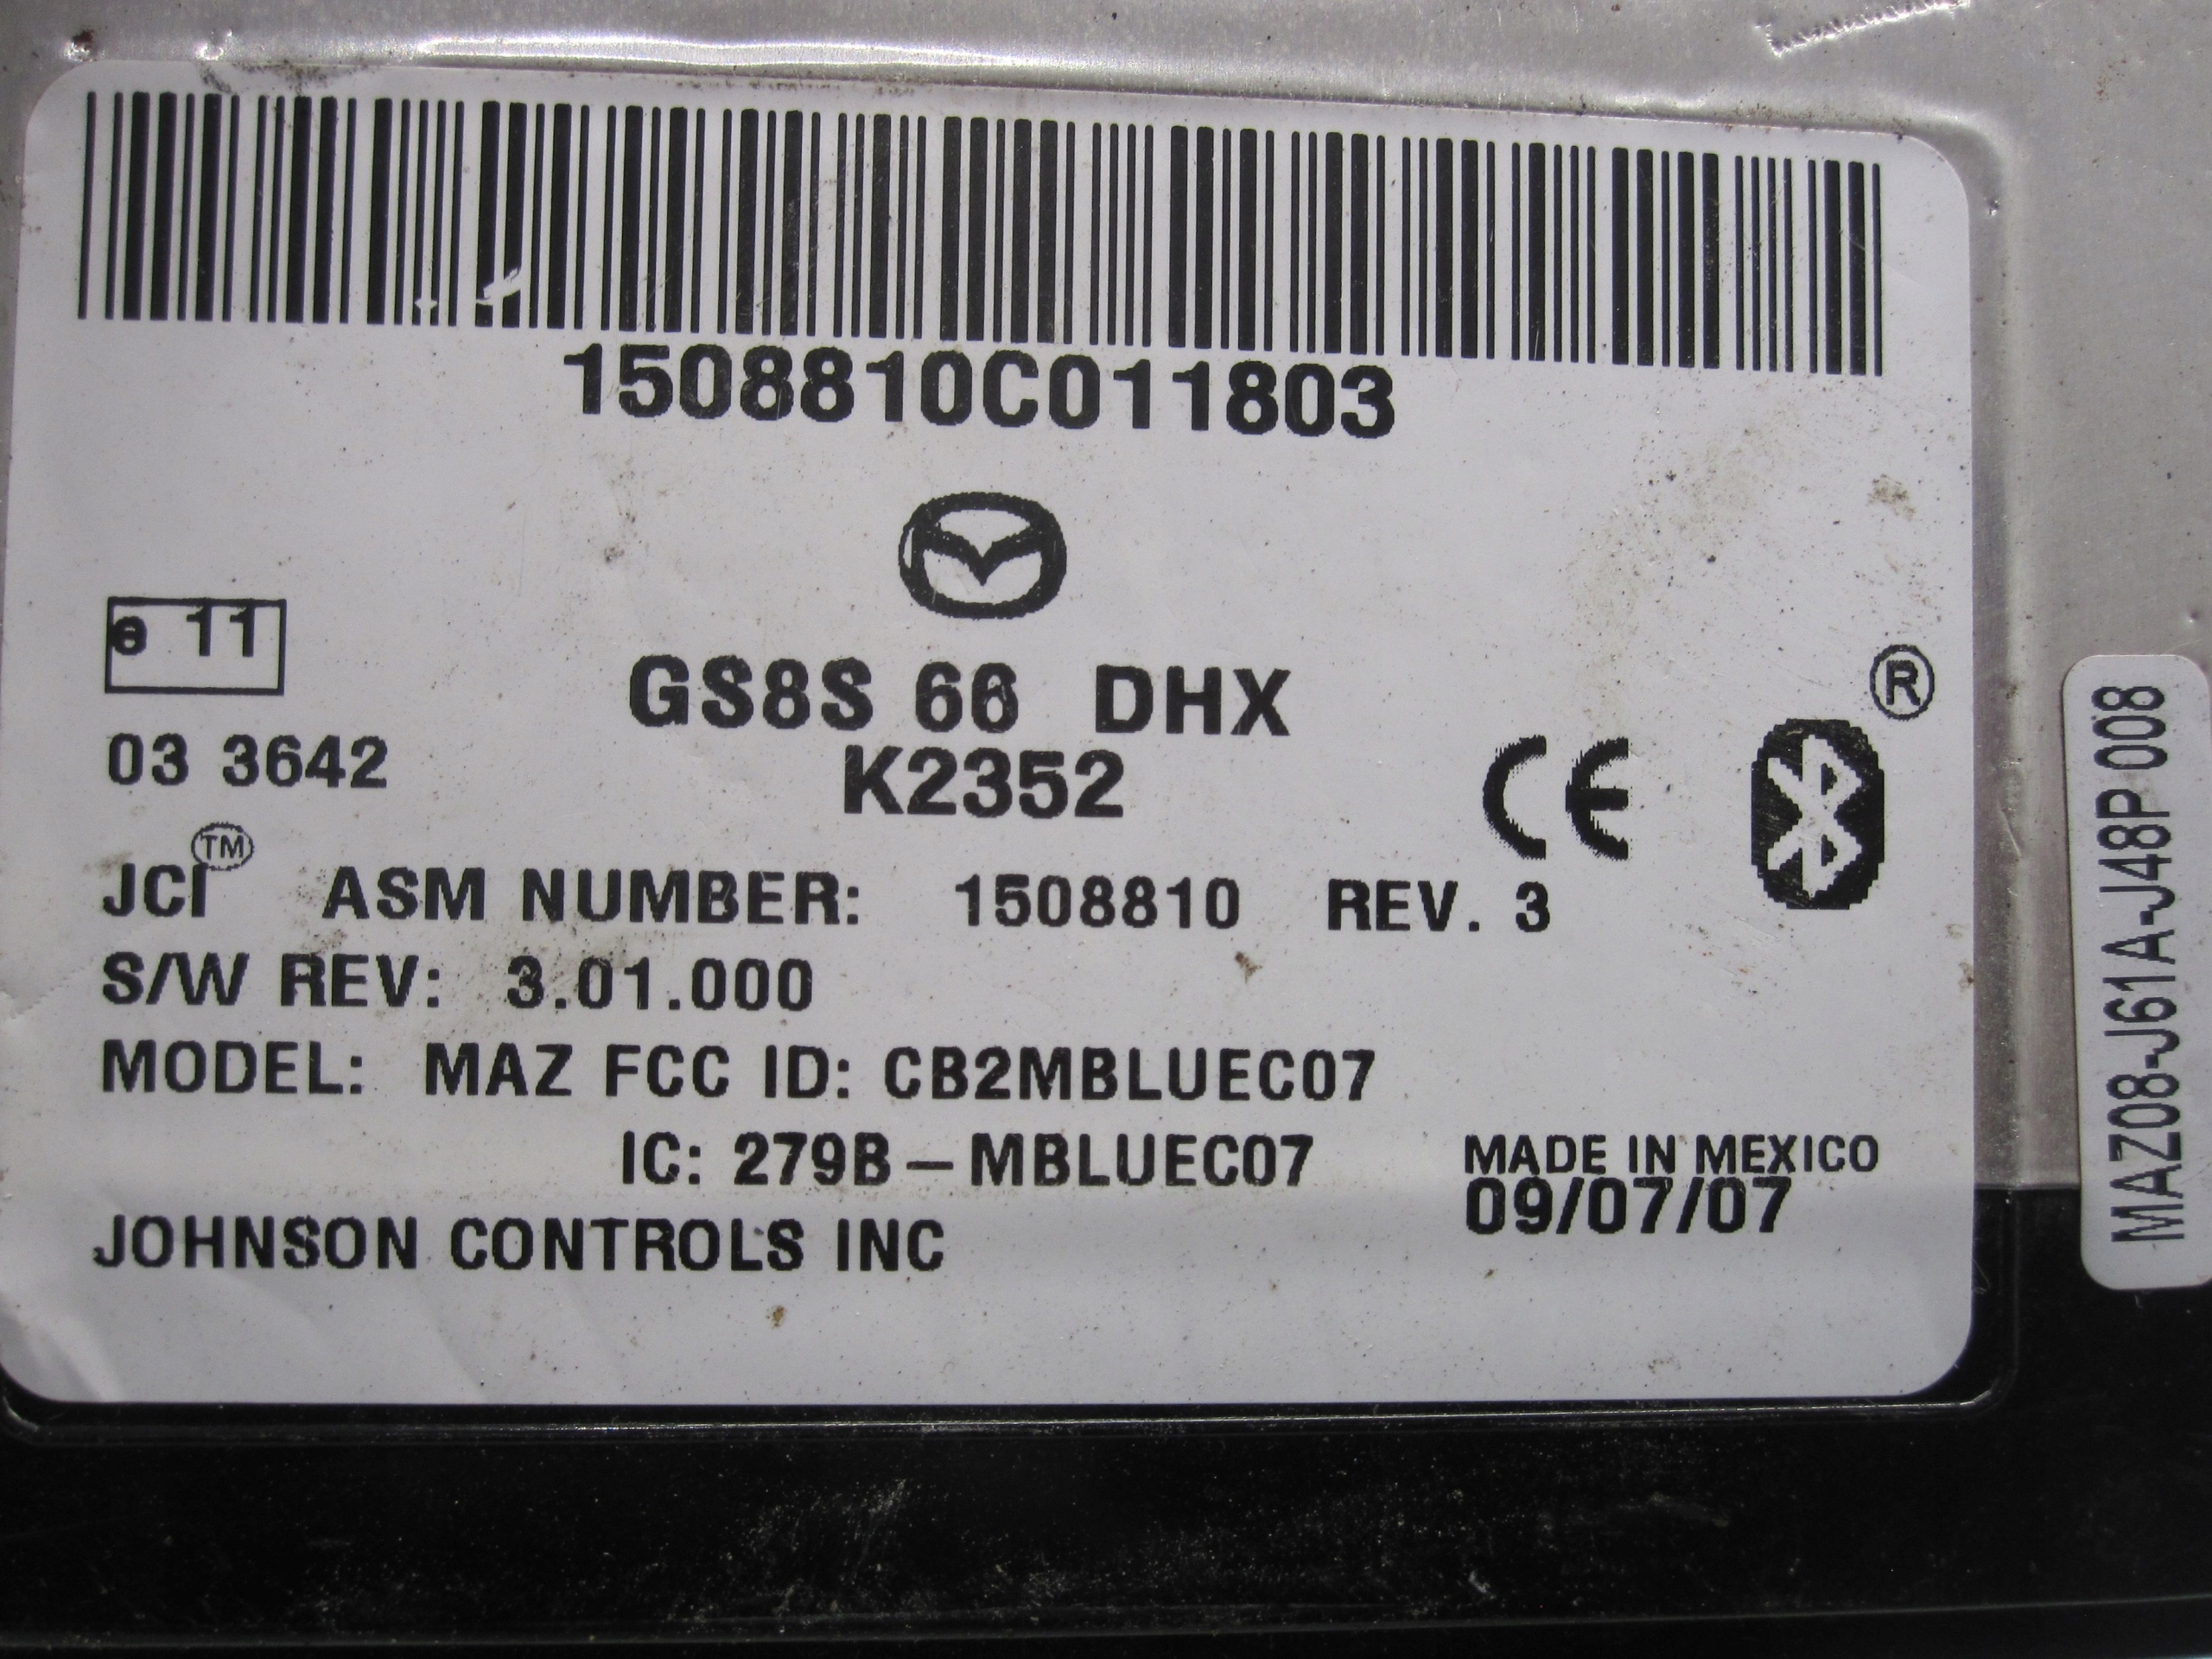 1508810C011803
e 11
GS8S 66 DHX
03 3642
K2352
CE
®
JCI™ ASM NUMBER: 1508810 REV. 3
S/W REV: 3.01.000
MODEL: MAZ FCC ID: CB2MBLUEC07
IC: 279B-MBLUEC07
MADE IN MEXICO
09/07/07
JOHNSON CONTROLS INC
MAZ08-J61A-J48P 008